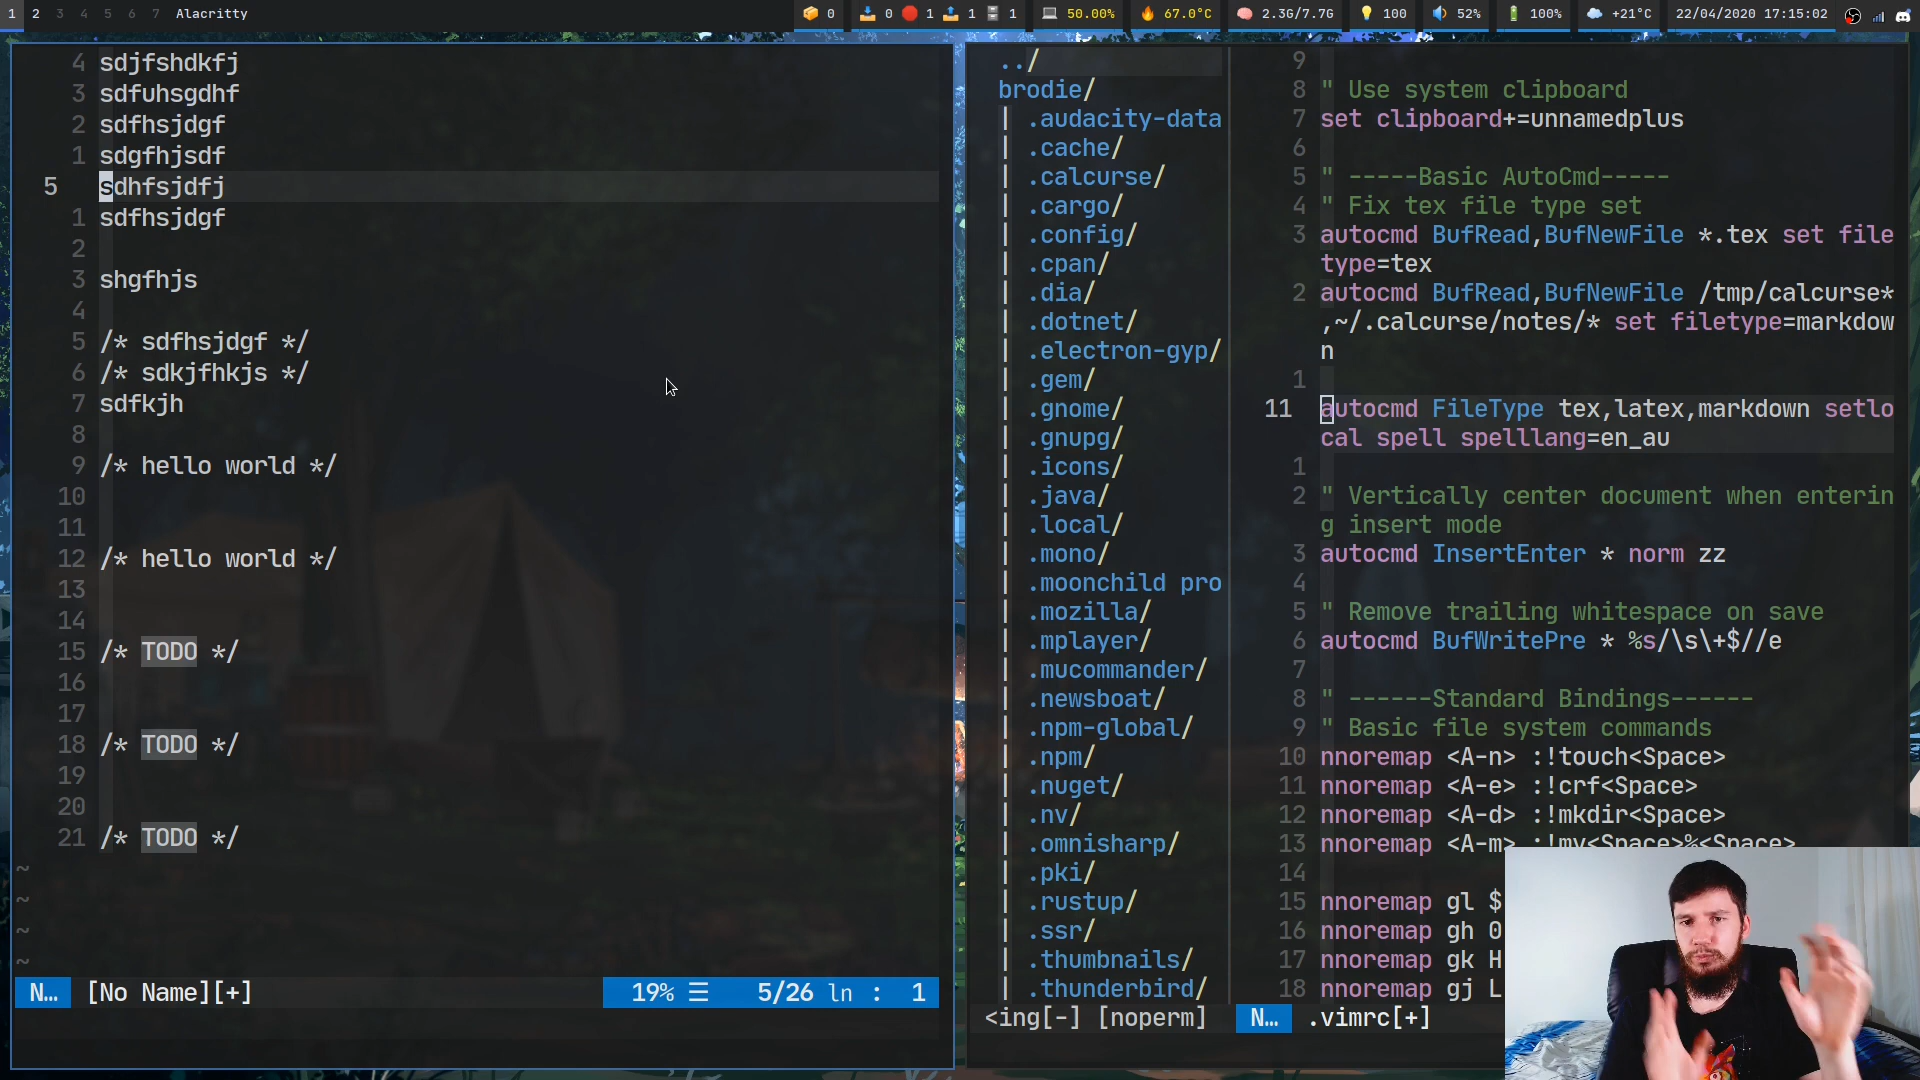 1 2 3 4 5 6 7 Alacritty
0 0 1 1 1 50.00% 67.0°C 2.3G/7.7G 100 52% 100% +21°C 22/04/2020 17:15:02
4 sdjfshdkfj
3 sdfuhsgdhf
2 sdfhsjdgf
1 sdgfhjsdf
5 sdhfsjdfj
1 sdfhsjdgf
2
3 shgfhjs
4
5 /* sdfhsjdgf */
6 /* sdkjfhkjs */
7 sdfkjh
8
9 /* hello world */
10
11
12 /* hello world */
13
14
15 /* TODO */
16
17
18 /* TODO */
19
20
21 /* TODO */
~
~
~
~
N… [No Name][+] 19% ☰ 5/26 ln : 1
../
brodie/
| .audacity-data
| .cache/
| .calcurse/
| .cargo/
| .config/
| .cpan/
| .dia/
| .dotnet/
| .electron-gyp/
| .gem/
| .gnome/
| .gnupg/
| .icons/
| .java/
| .local/
| .mono/
| .moonchild pro
| .mozilla/
| .mplayer/
| .mucommander/
| .newsboat/
| .npm-global/
| .npm/
| .nuget/
| .nv/
| .omnisharp/
| .pki/
| .rustup/
| .ssr/
| .thumbnails/
| .thunderbird/
<ing[-] [noperm]
9
8 " Use system clipboard
7 set clipboard+=unnamedplus
6
5 " -----Basic AutoCmd-----
4 " Fix tex file type set
3 autocmd BufRead,BufNewFile *.tex set file
type=tex
2 autocmd BufRead,BufNewFile /tmp/calcurse*
,~/.calcurse/notes/* set filetype=markdow
n
1
11 autocmd FileType tex,latex,markdown setlo
cal spell spelllang=en_au
1
2 " Vertically center document when enterin
g insert mode
3 autocmd InsertEnter * norm zz
4
5 " Remove trailing whitespace on save
6 autocmd BufWritePre * %s/\s\+$//e
7
8 " ------Standard Bindings------
9 " Basic file system commands
10 nnoremap <A-n> :!touch<Space>
11 nnoremap <A-e> :!crf<Space>
12 nnoremap <A-d> :!mkdir<Space>
13 nnoremap <A-m> :!mv<Space>%<Space>
14
15 nnoremap gl $
16 nnoremap gh 0
17 nnoremap gk H
18 nnoremap gj L
N… .vimrc[+]